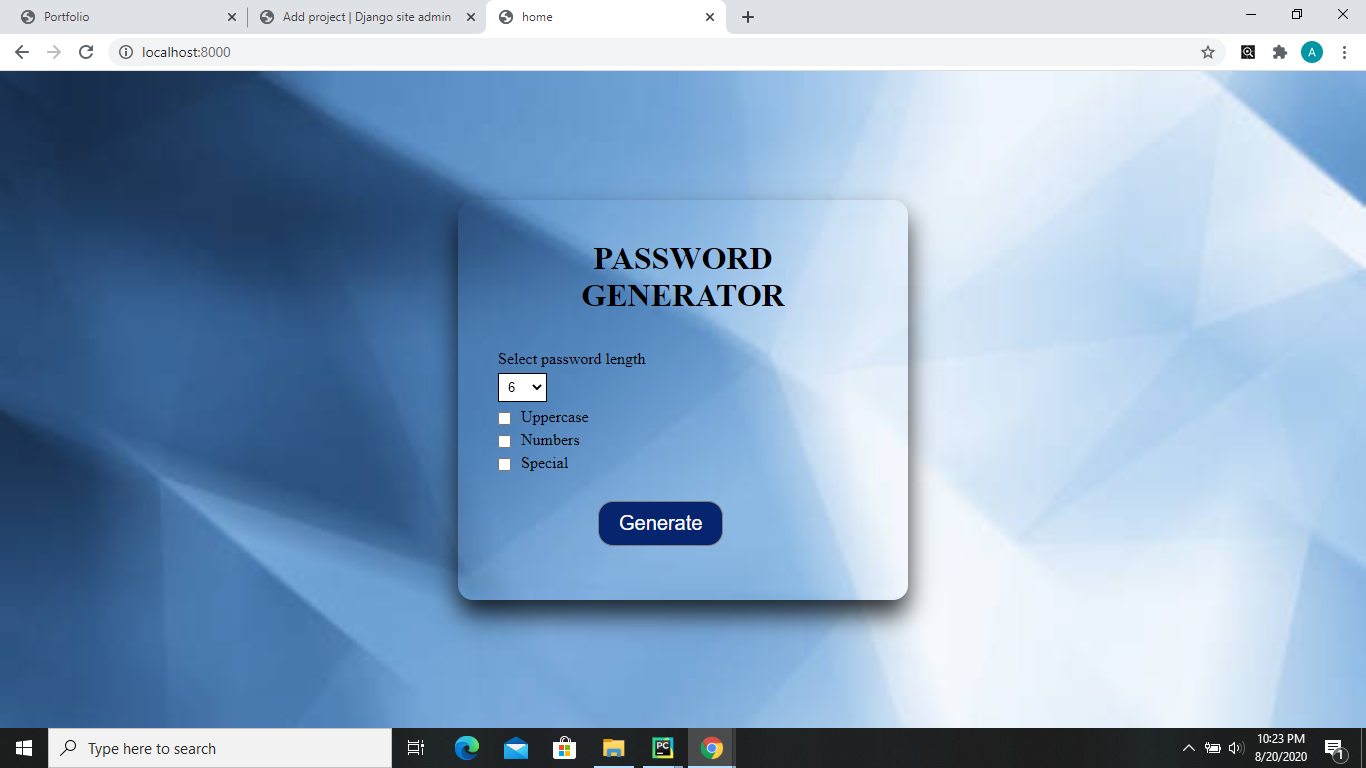 Portfolio
Add project | Django site admin
home
localhost:8000
A
PASSWORD
GENERATOR
Select password length
6
Uppercase
Numbers
Special
Generate
Type here to search
PC
10:23 PM
8/20/2020
1